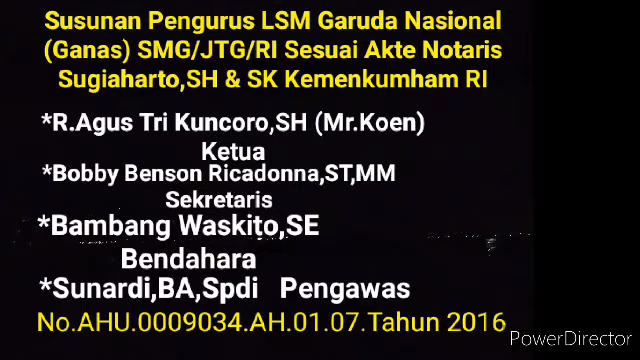 Susunan Pengurus LSM Garuda Nasional
(Ganas) SMG/JTG/RI Sesuai Akte Notaris
Sugiaharto,SH & SK Kemenkumham RI
*R.Agus Tri Kuncoro,SH (Mr.Koen)
Ketua
*Bobby Benson Ricadonna,ST,MM
Sekretaris
*Bambang Waskito,SE
Bendahara
*Sunardi,BA,Spdi Pengawas
No.AHU.0009034.AH.01.07.Tahun 2016
PowerDirector